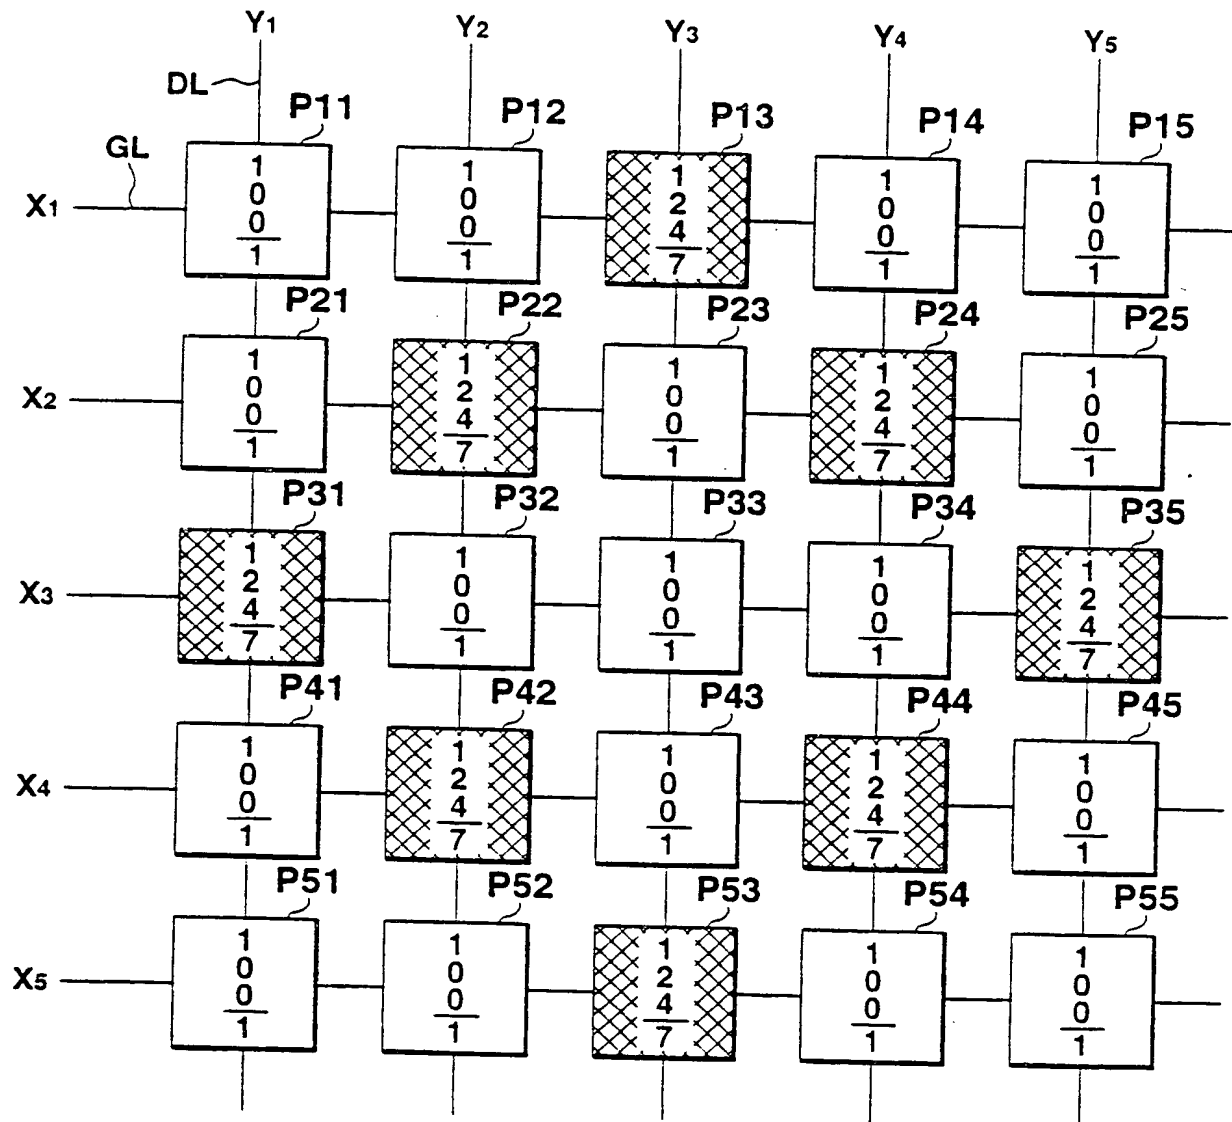 Y1 Y2 Y3 Y4 Y5
DL
P11 P12 P13 P14 P15
GL
X1
1 1 1 1 1
0 0 2 0 0
0 0 4 0 0
1 1 7 1 1
P21 P22 P23 P24 P25
X2
1 1 1 1 1
0 2 0 2 0
0 4 0 4 0
1 7 1 7 1
P31 P32 P33 P34 P35
X3
1 1 1 1 1
2 0 0 0 2
4 0 0 0 4
7 1 1 1 7
P41 P42 P43 P44 P45
X4
1 1 1 1 1
0 2 0 2 0
0 4 0 4 0
1 7 1 7 1
P51 P52 P53 P54 P55
X5
1 1 1 1 1
0 0 2 0 0
0 0 4 0 0
1 1 7 1 1